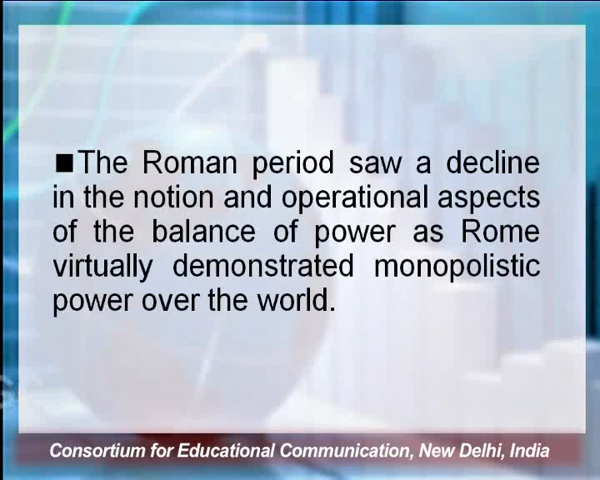 ■The Roman period saw a decline
in the notion and operational aspects
of the balance of power as Rome
virtually demonstrated monopolistic
power over the world.
Consortium for Educational Communication, New Delhi, India